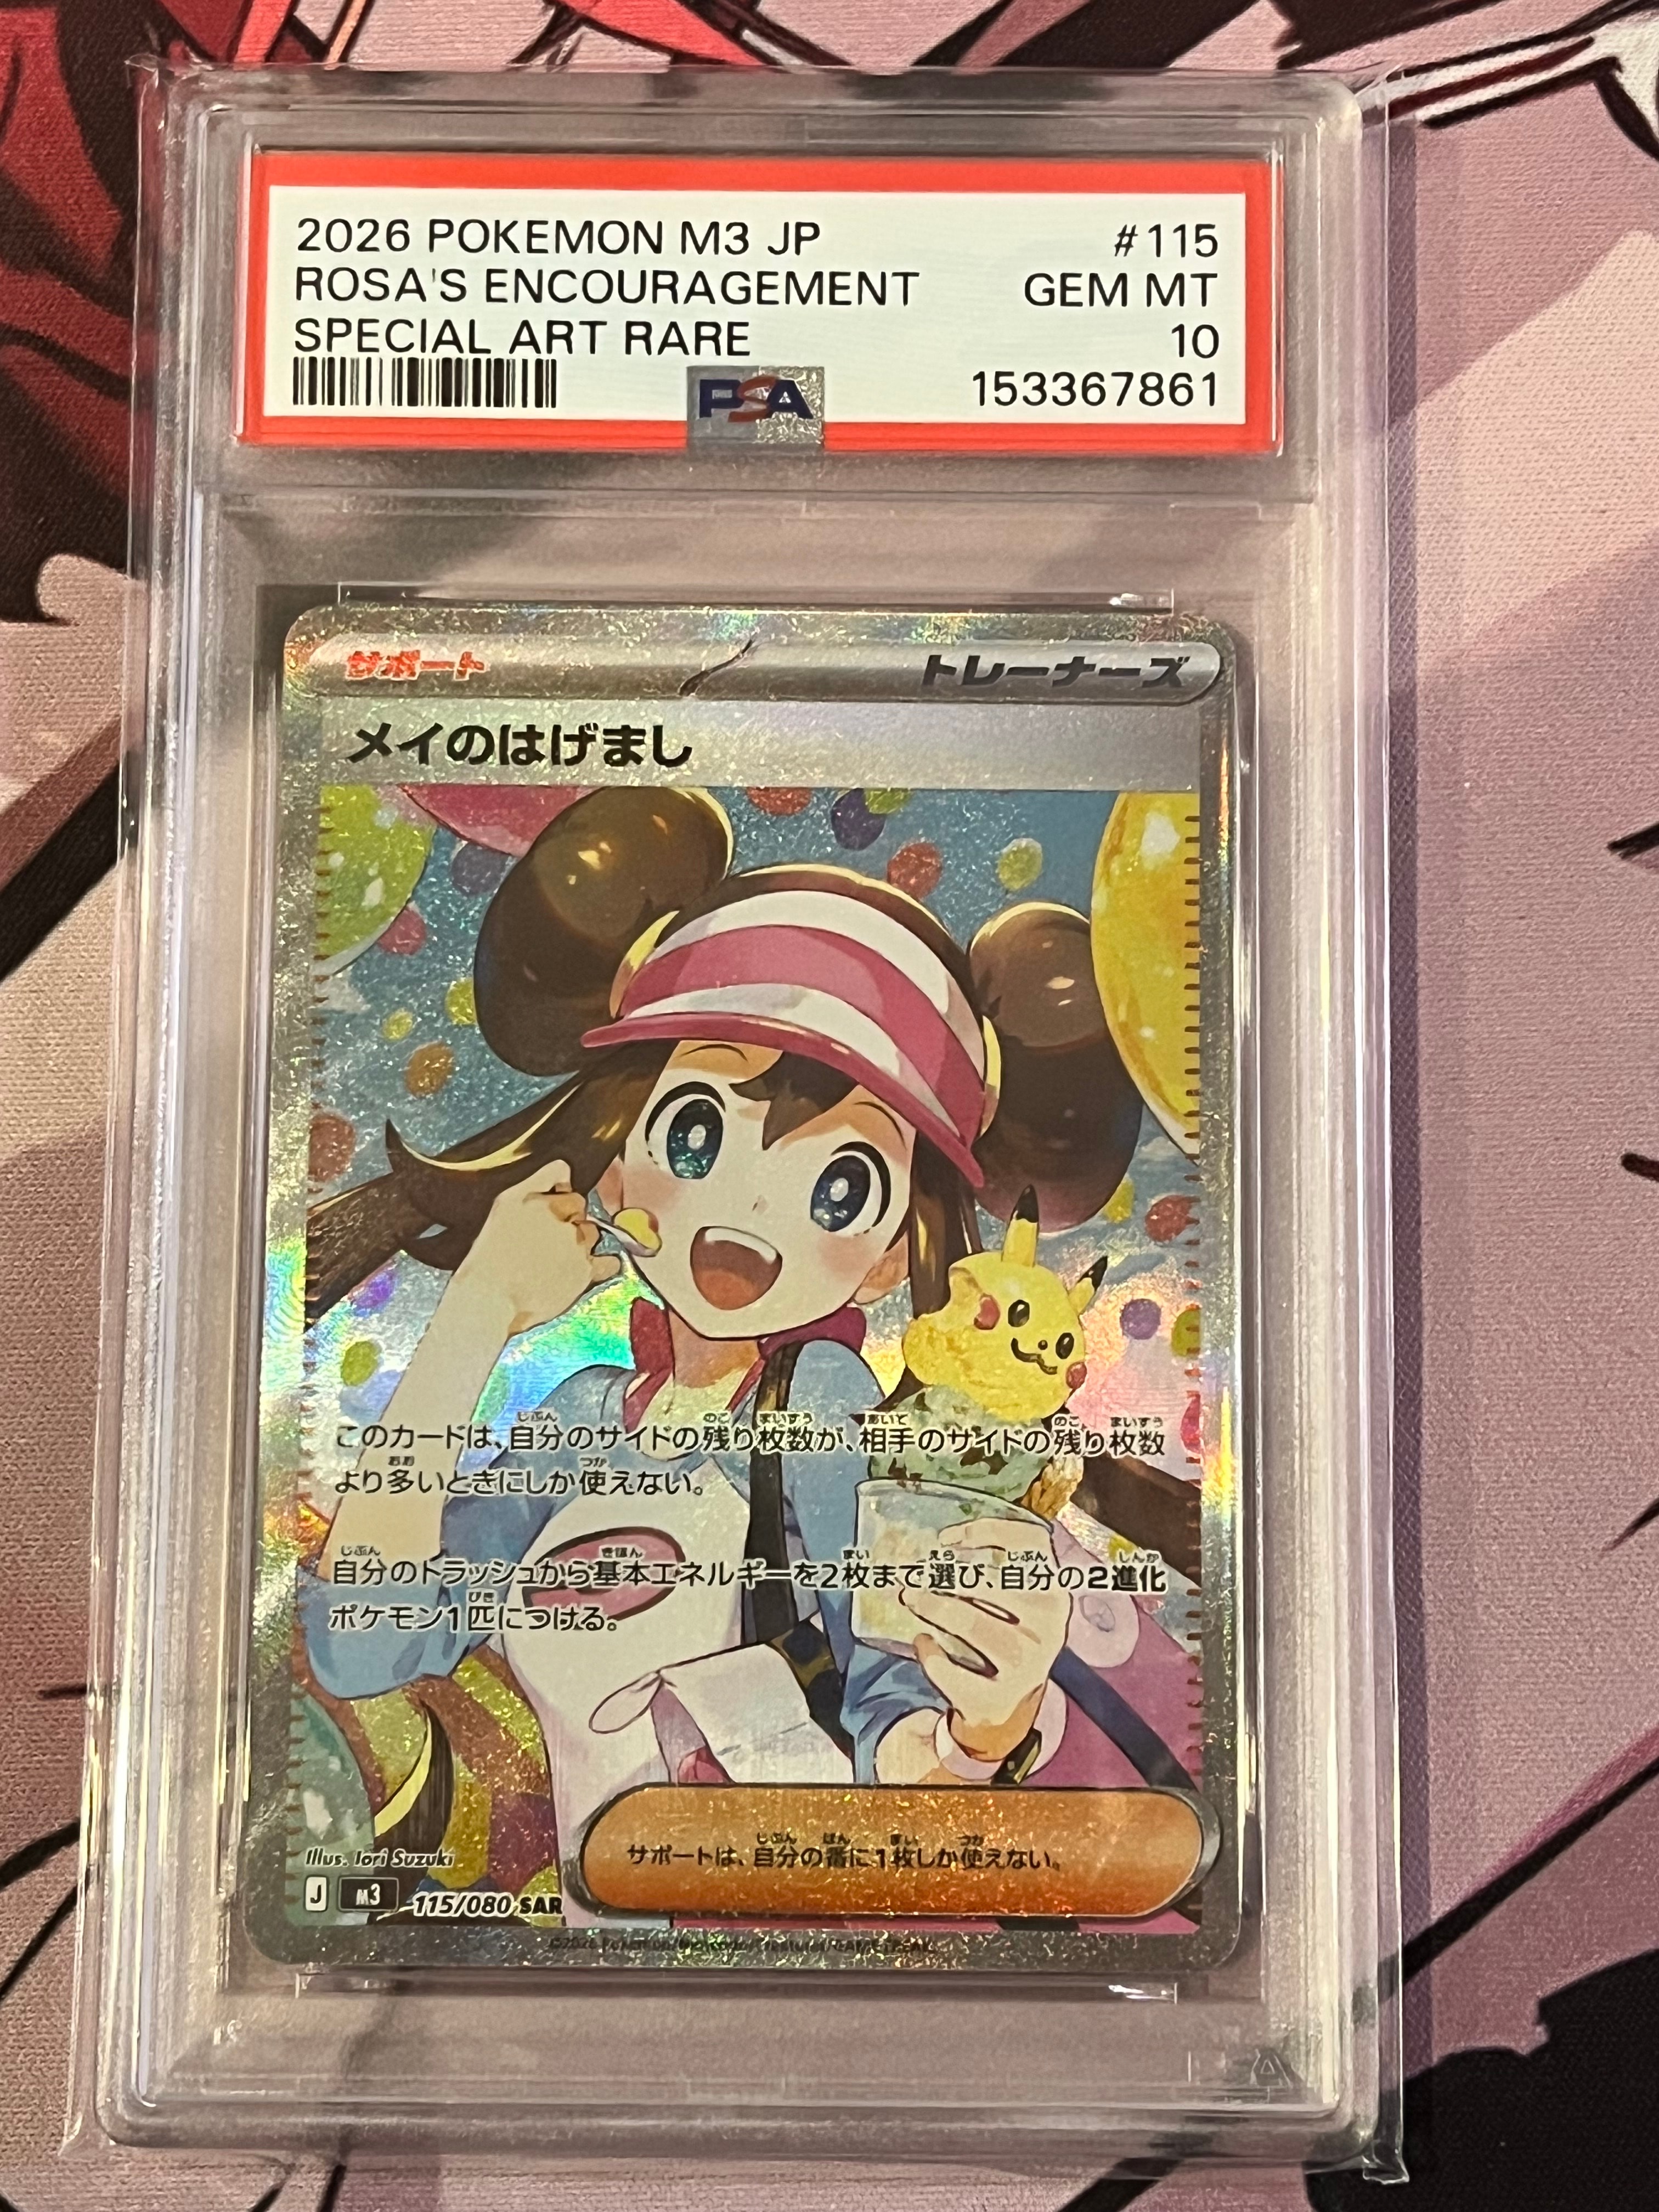 2026 POKEMON M3 JP #115
ROSA'S ENCOURAGEMENT GEM MT
SPECIAL ART RARE 10
PSA 153367861
サポート トレーナーズ
メイのはげまし
このカードは、自分のサイドの残り枚数が、相手のサイドの残り枚数
より多いときにしか使えない。
自分のトラッシュから基本エネルギーを2枚まで選び、自分の2進化
ポケモン1匹につける。
サポートは、自分の番に1枚しか使えない。
Illus. Iori Suzuki
J M3 115/080 SAR
©2026